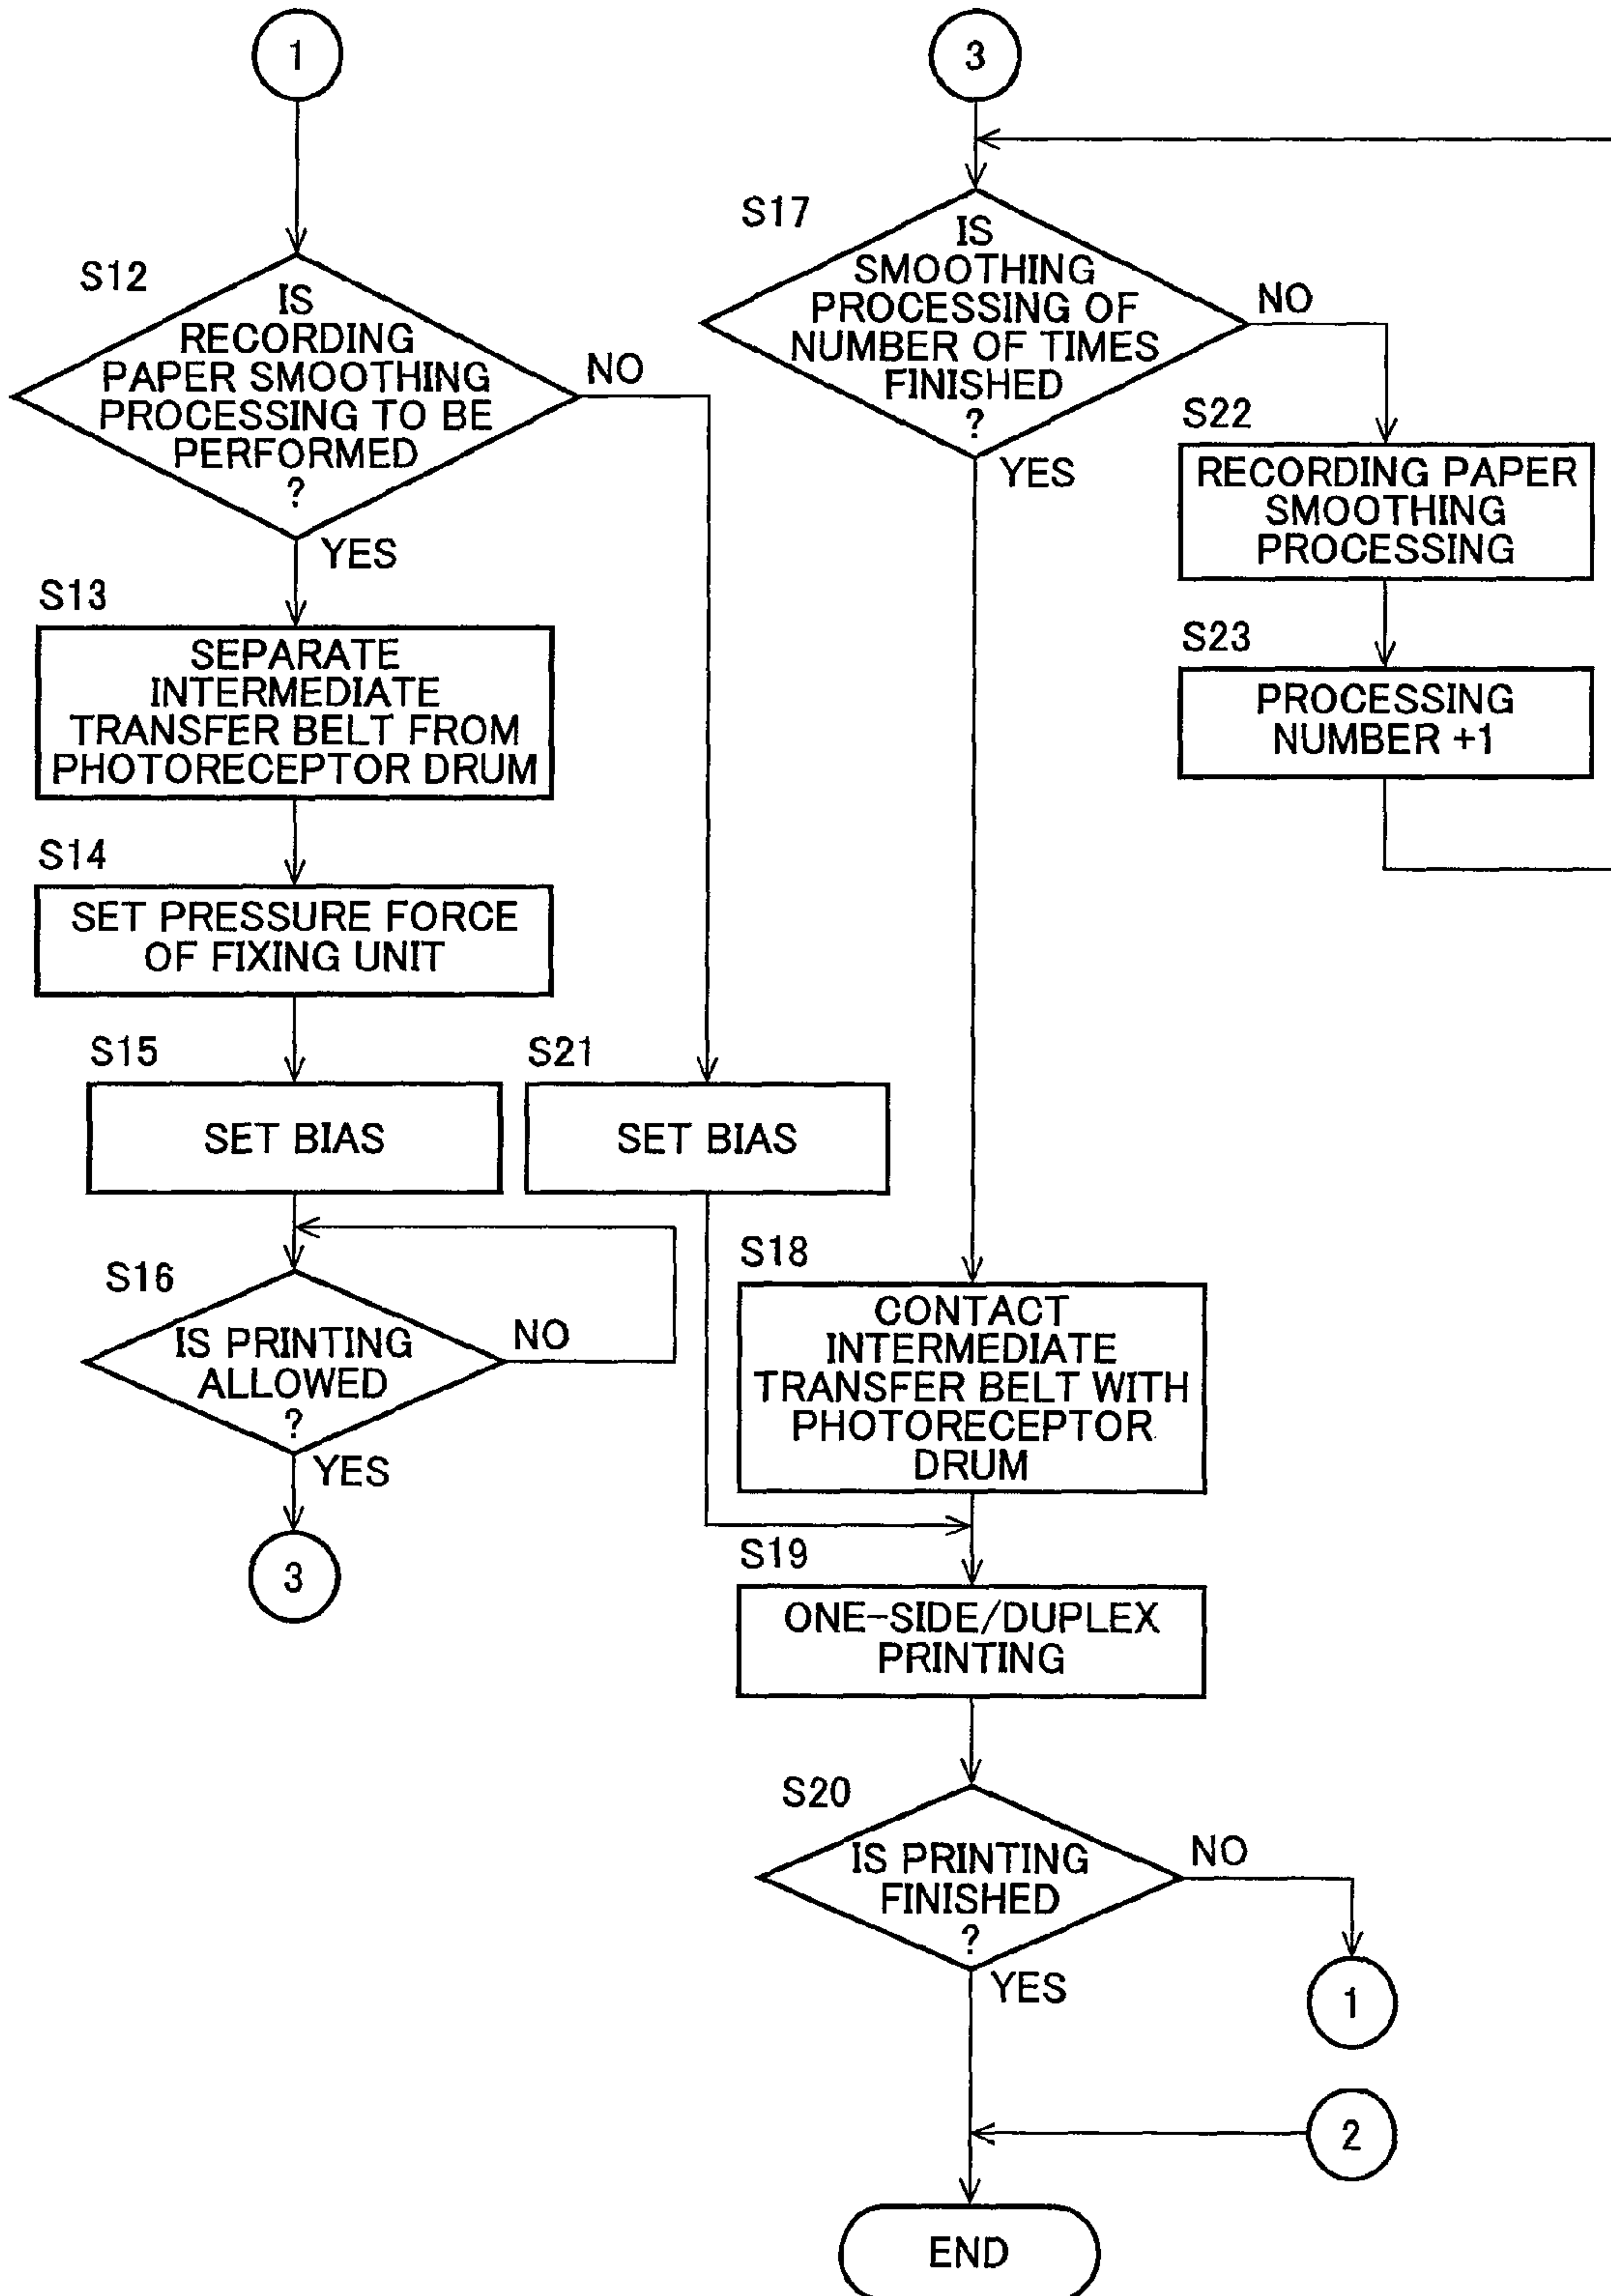 1
S12
IS
RECORDING
PAPER SMOOTHING
PROCESSING TO BE
PERFORMED
?
NO
YES
S13
SEPARATE
INTERMEDIATE
TRANSFER BELT FROM
PHOTORECEPTOR DRUM
S14
SET PRESSURE FORCE
OF FIXING UNIT
S15
SET BIAS
S21
SET BIAS
S16
IS PRINTING
ALLOWED
?
NO
YES
3
3
S17
IS
SMOOTHING
PROCESSING OF
NUMBER OF TIMES
FINISHED
?
NO
YES
S22
RECORDING PAPER
SMOOTHING
PROCESSING
S23
PROCESSING
NUMBER +1
S18
CONTACT
INTERMEDIATE
TRANSFER BELT WITH
PHOTORECEPTOR
DRUM
S19
ONE-SIDE/DUPLEX
PRINTING
S20
IS PRINTING
FINISHED
?
NO
YES
1
2
END